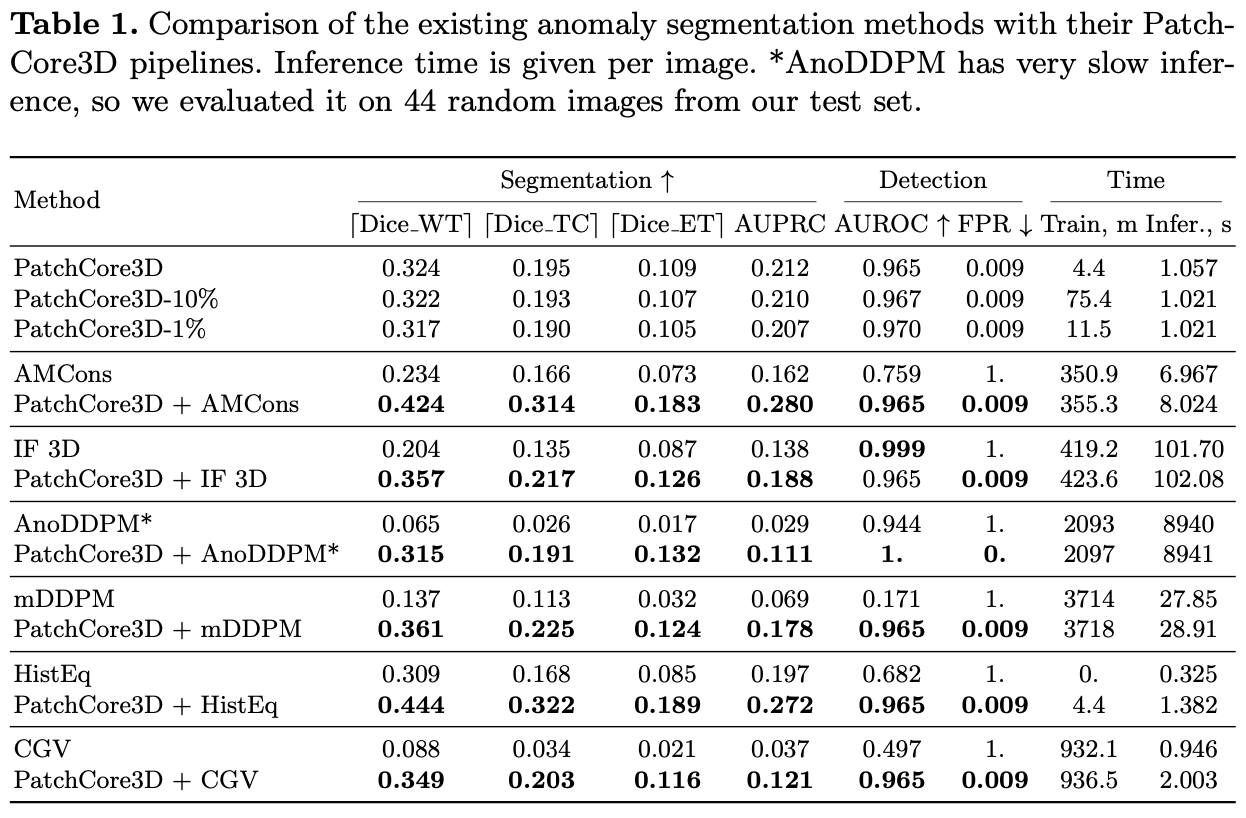 Table 1. Comparison of the existing anomaly segmentation methods with their Patch-
Core3D pipelines. Inference time is given per image. *AnoDDPM has very slow infer-
ence, so we evaluated it on 44 random images from our test set.
Method Segmentation ↑ Detection Time
⌈Dice_WT⌉ ⌈Dice_TC⌉ ⌈Dice_ET⌉ AUPRC AUROC ↑ FPR ↓ Train, m Infer., s
PatchCore3D 0.324 0.195 0.109 0.212 0.965 0.009 4.4 1.057
PatchCore3D-10% 0.322 0.193 0.107 0.210 0.967 0.009 75.4 1.021
PatchCore3D-1% 0.317 0.190 0.105 0.207 0.970 0.009 11.5 1.021
AMCons 0.234 0.166 0.073 0.162 0.759 1. 350.9 6.967
PatchCore3D + AMCons 0.424 0.314 0.183 0.280 0.965 0.009 355.3 8.024
IF 3D 0.204 0.135 0.087 0.138 0.999 1. 419.2 101.70
PatchCore3D + IF 3D 0.357 0.217 0.126 0.188 0.965 0.009 423.6 102.08
AnoDDPM* 0.065 0.026 0.017 0.029 0.944 1. 2093 8940
PatchCore3D + AnoDDPM* 0.315 0.191 0.132 0.111 1. 0. 2097 8941
mDDPM 0.137 0.113 0.032 0.069 0.171 1. 3714 27.85
PatchCore3D + mDDPM 0.361 0.225 0.124 0.178 0.965 0.009 3718 28.91
HistEq 0.309 0.168 0.085 0.197 0.682 1. 0. 0.325
PatchCore3D + HistEq 0.444 0.322 0.189 0.272 0.965 0.009 4.4 1.382
CGV 0.088 0.034 0.021 0.037 0.497 1. 932.1 0.946
PatchCore3D + CGV 0.349 0.203 0.116 0.121 0.965 0.009 936.5 2.003